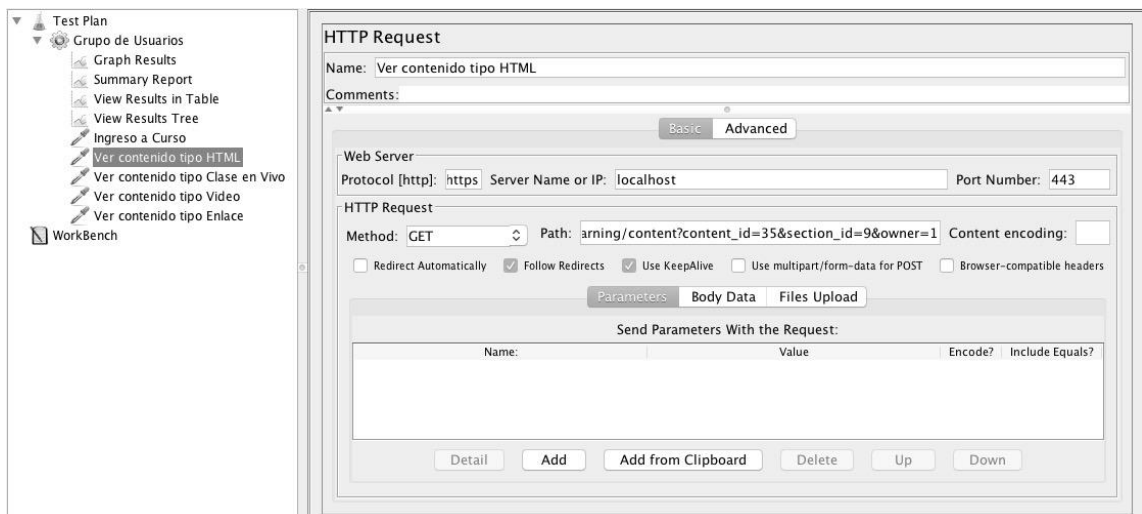 Test Plan
Grupo de Usuarios
Graph Results
Summary Report
View Results in Table
View Results Tree
Ingreso a Curso
Ver contenido tipo HTML
Ver contenido tipo Clase en Vivo
Ver contenido tipo Video
Ver contenido tipo Enlace
WorkBench
HTTP Request
Name: Ver contenido tipo HTML
Comments:
Basic Advanced
Web Server
Protocol [http]: https Server Name or IP: localhost Port Number: 443
HTTP Request
Method: GET Path: arning/content?content_id=35&section_id=9&owner=1 Content encoding:
Redirect Automatically Follow Redirects Use KeepAlive Use multipart/form-data for POST Browser-compatible headers
Parameters Body Data Files Upload
Send Parameters With the Request:
Name: Value Encode? Include Equals?
Detail Add Add from Clipboard Delete Up Down